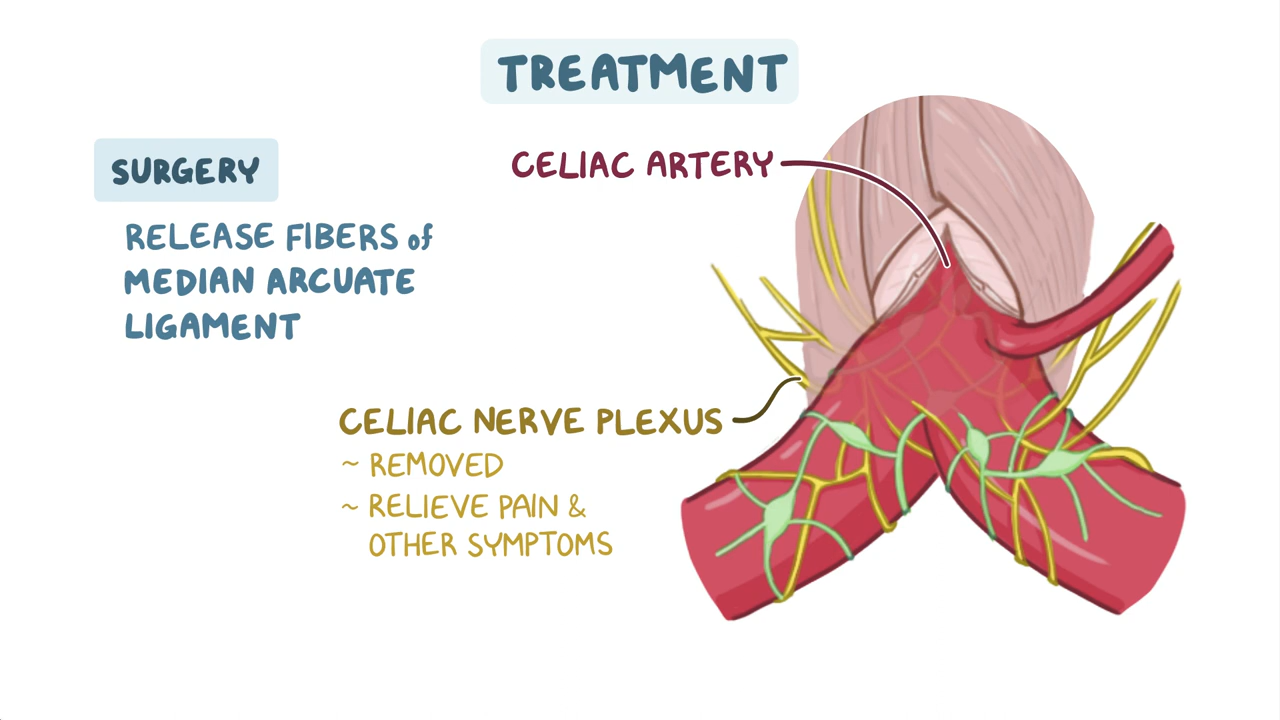 TREATMENT
SURGERY
RELEASE FIBERS of
MEDIAN ARCUATE
LIGAMENT
CELIAC ARTERY
CELIAC NERVE PLEXUS
~ REMOVED
~ RELIEVE PAIN &
OTHER SYMPTOMS